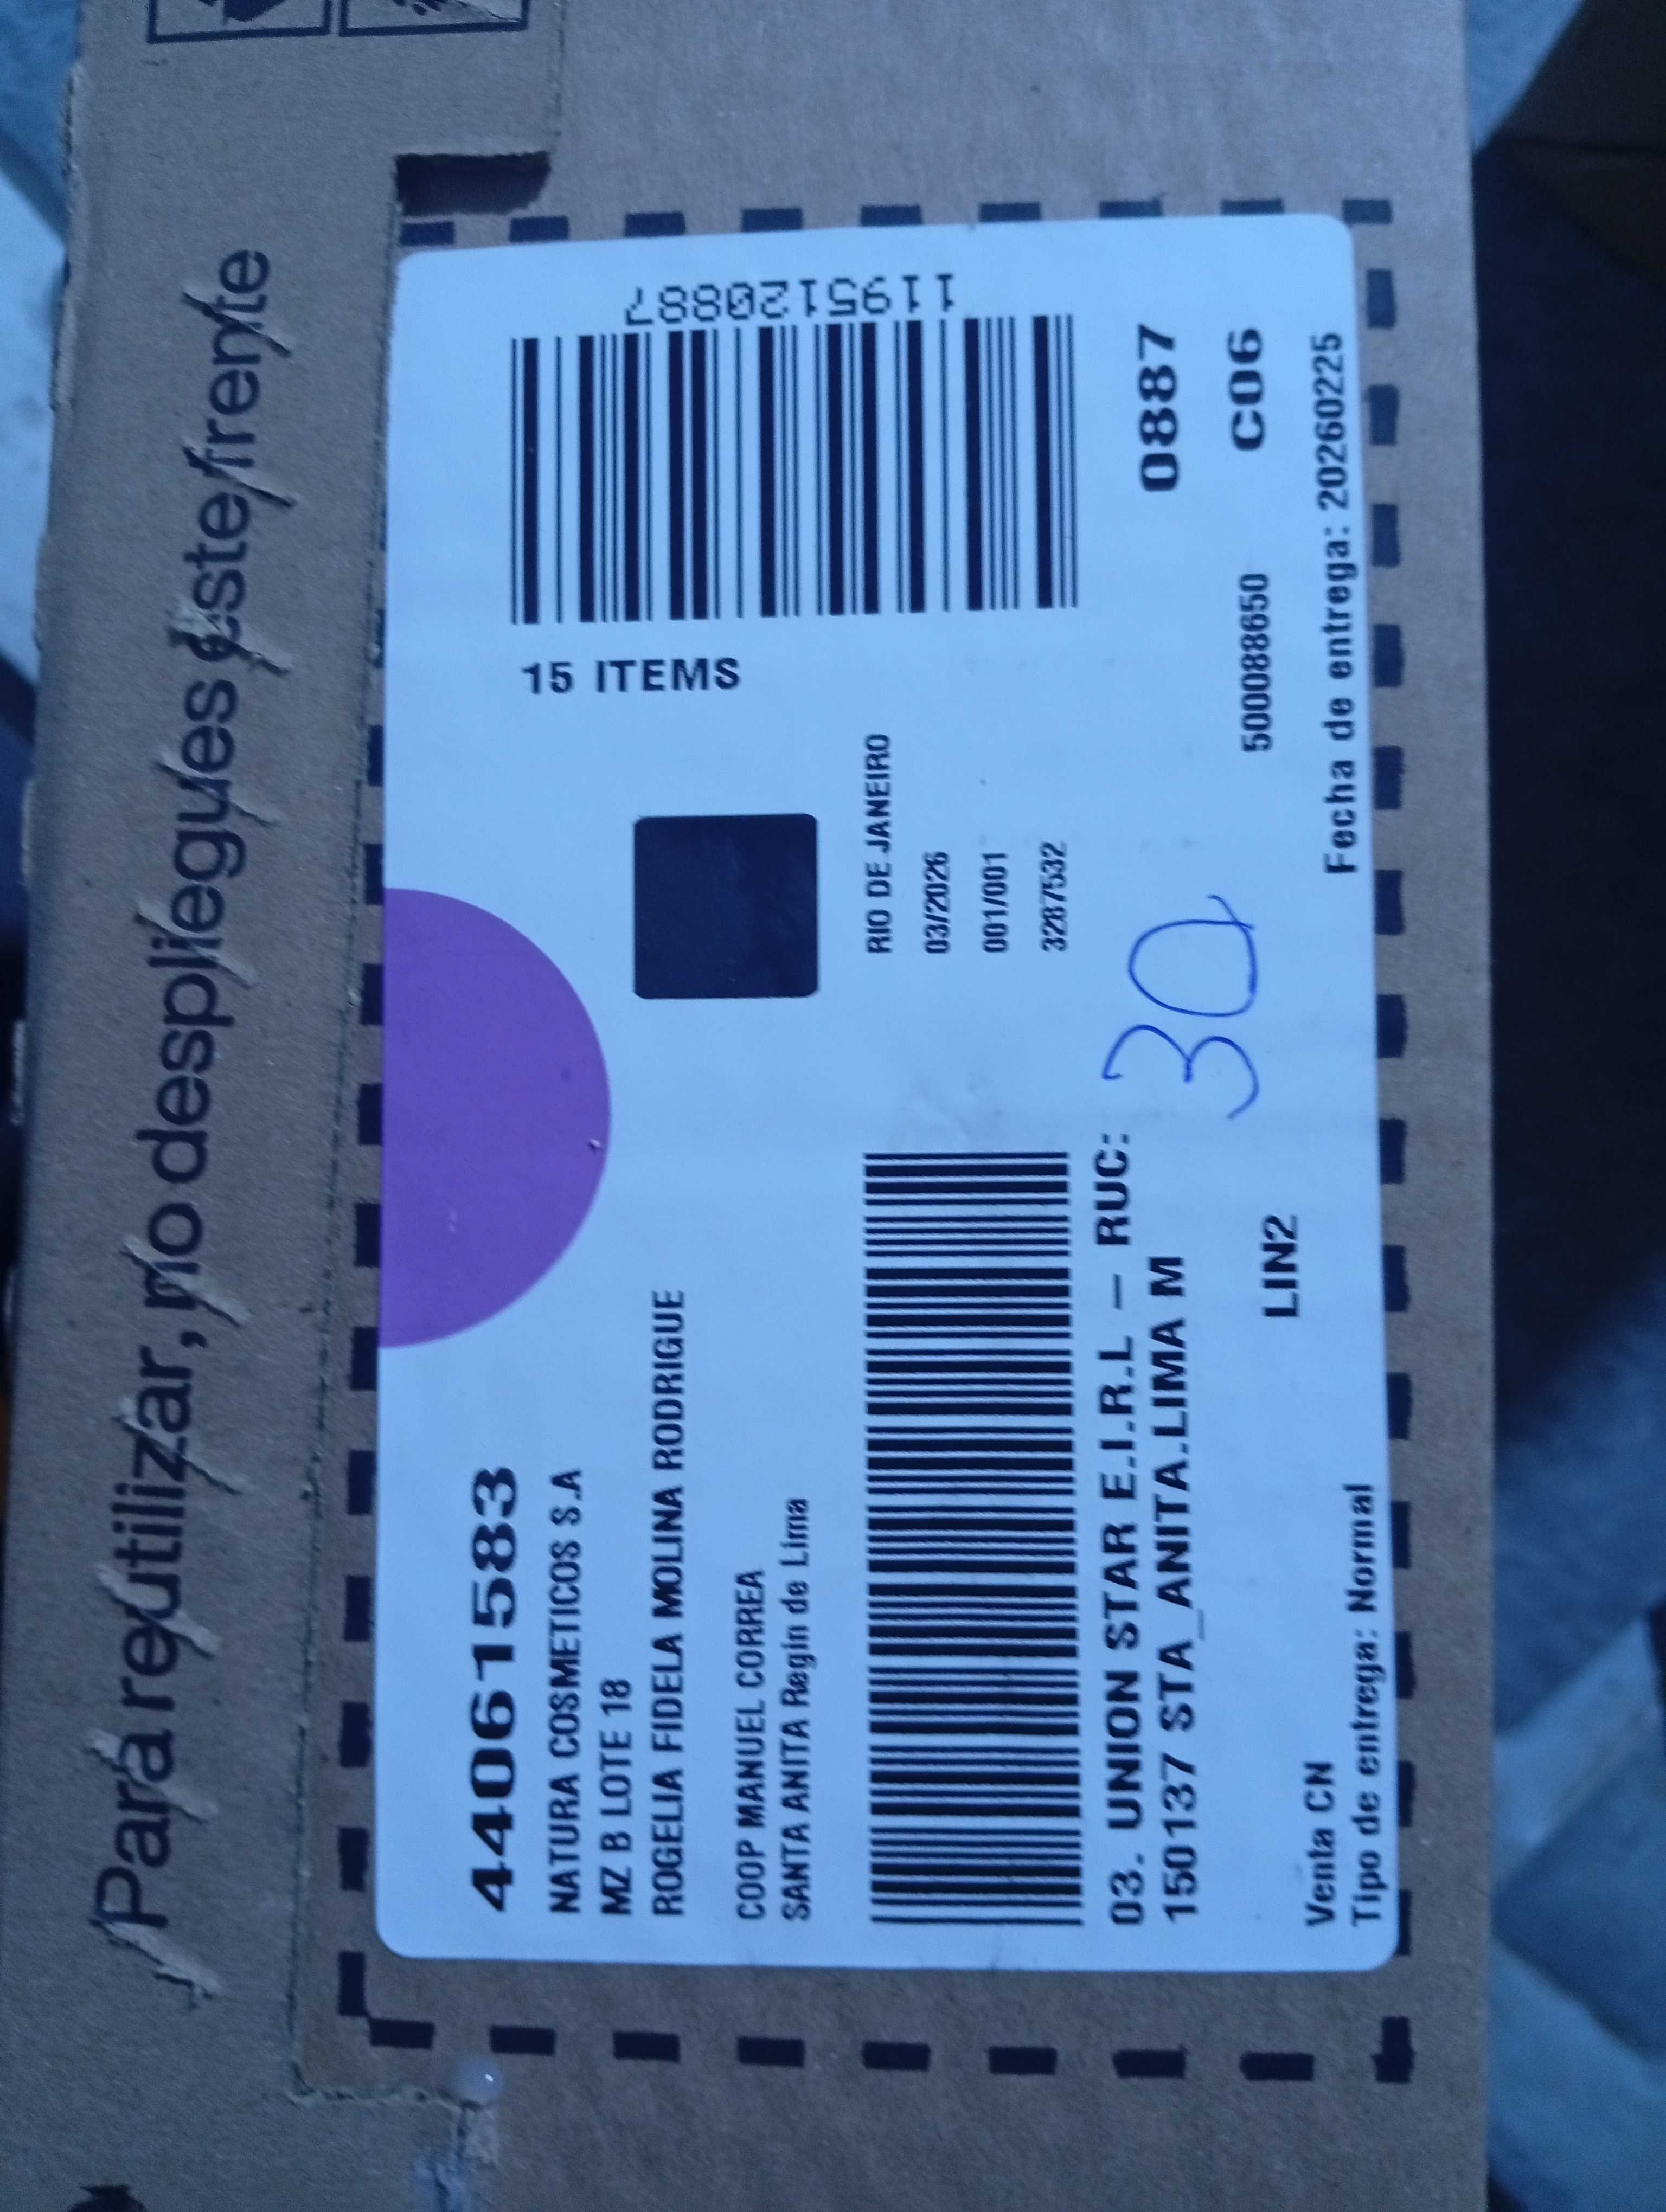 Para reutilizar, no despliegues este frente
44061583
NATURA COSMETICOS S.A
MZ B LOTE 18
ROGELIA FIDELA MOLINA RODRIGUE
COOP MANUEL CORREA
SANTA ANITA Regin de Lima
15 ITEMS
1195120887
RIO DE JANEIRO
03/2026
001/001
3287532
03. UNION STAR E.I.R.L – RUC:
150137 STA_ANITA.LIMA M
30
0887
LIN2
500088650
C06
Venta CN
Tipo de entrega: Normal
Fecha de entrega: 20260225